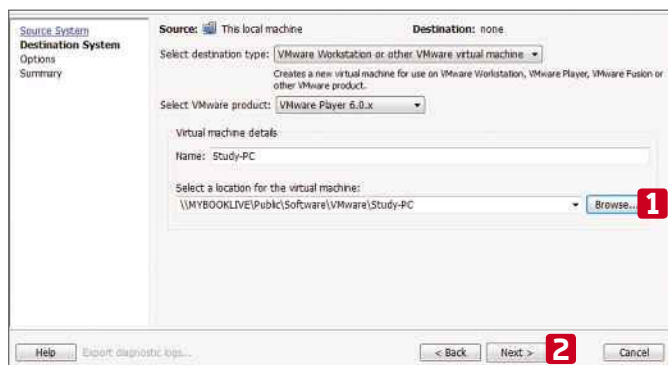 Source System
Destination System
Options
Summary
Source: This local machine Destination: none
Select destination type: VMware Workstation or other VMware virtual machine
Creates a new virtual machine for use on VMware Workstation, VMware Player, VMware Fusion or
other VMware product.
Select VMware product: VMware Player 6.0.x
Virtual machine details
Name: Study-PC
Select a location for the virtual machine:
\\MYBOOKLIVE\Public\Software\VMware\Study-PC Browse... 1
Help Export diagnostic logs... < Back Next > 2 Cancel